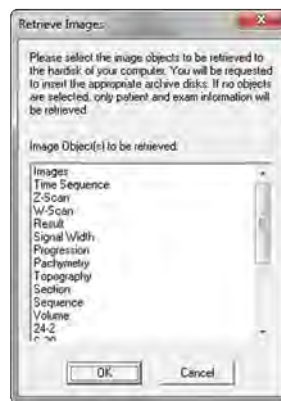 Retrieve Images
Please select the image objects to be retrieved to
the hardisk of your computer. You will be requested
to insert the appropriate archive disks. If no objects
are selected, only patient and exam information will
be retrieved.
Image Object(s) to be retrieved:
Images
Time Sequence
Z-Scan
W-Scan
Result
Signal Width
Progression
Pachymetry
Topography
Section
Sequence
Volume
24-2
OK
Cancel